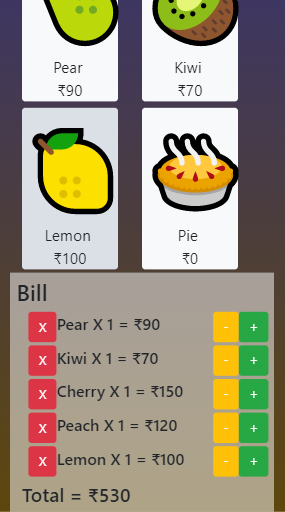 Pear Kiwi
₹90 ₹70
Lemon Pie
₹100 ₹0
Bill
x Pear X 1 = ₹90 - +
x Kiwi X 1 = ₹70 - +
x Cherry X 1 = ₹150 - +
x Peach X 1 = ₹120 - +
x Lemon X 1 = ₹100 - +
Total = ₹530